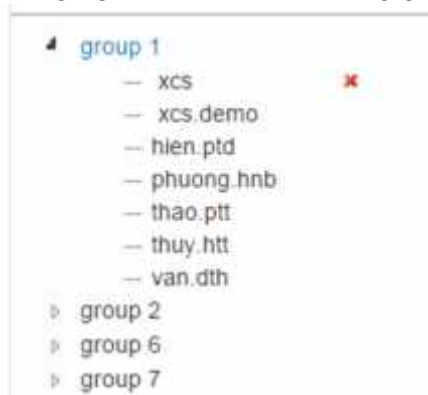 group 1
xcs
xcs.demo
hien.ptd
phuong.hnb
thao.ptt
thuy.htt
van.dth
group 2
group 6
group 7